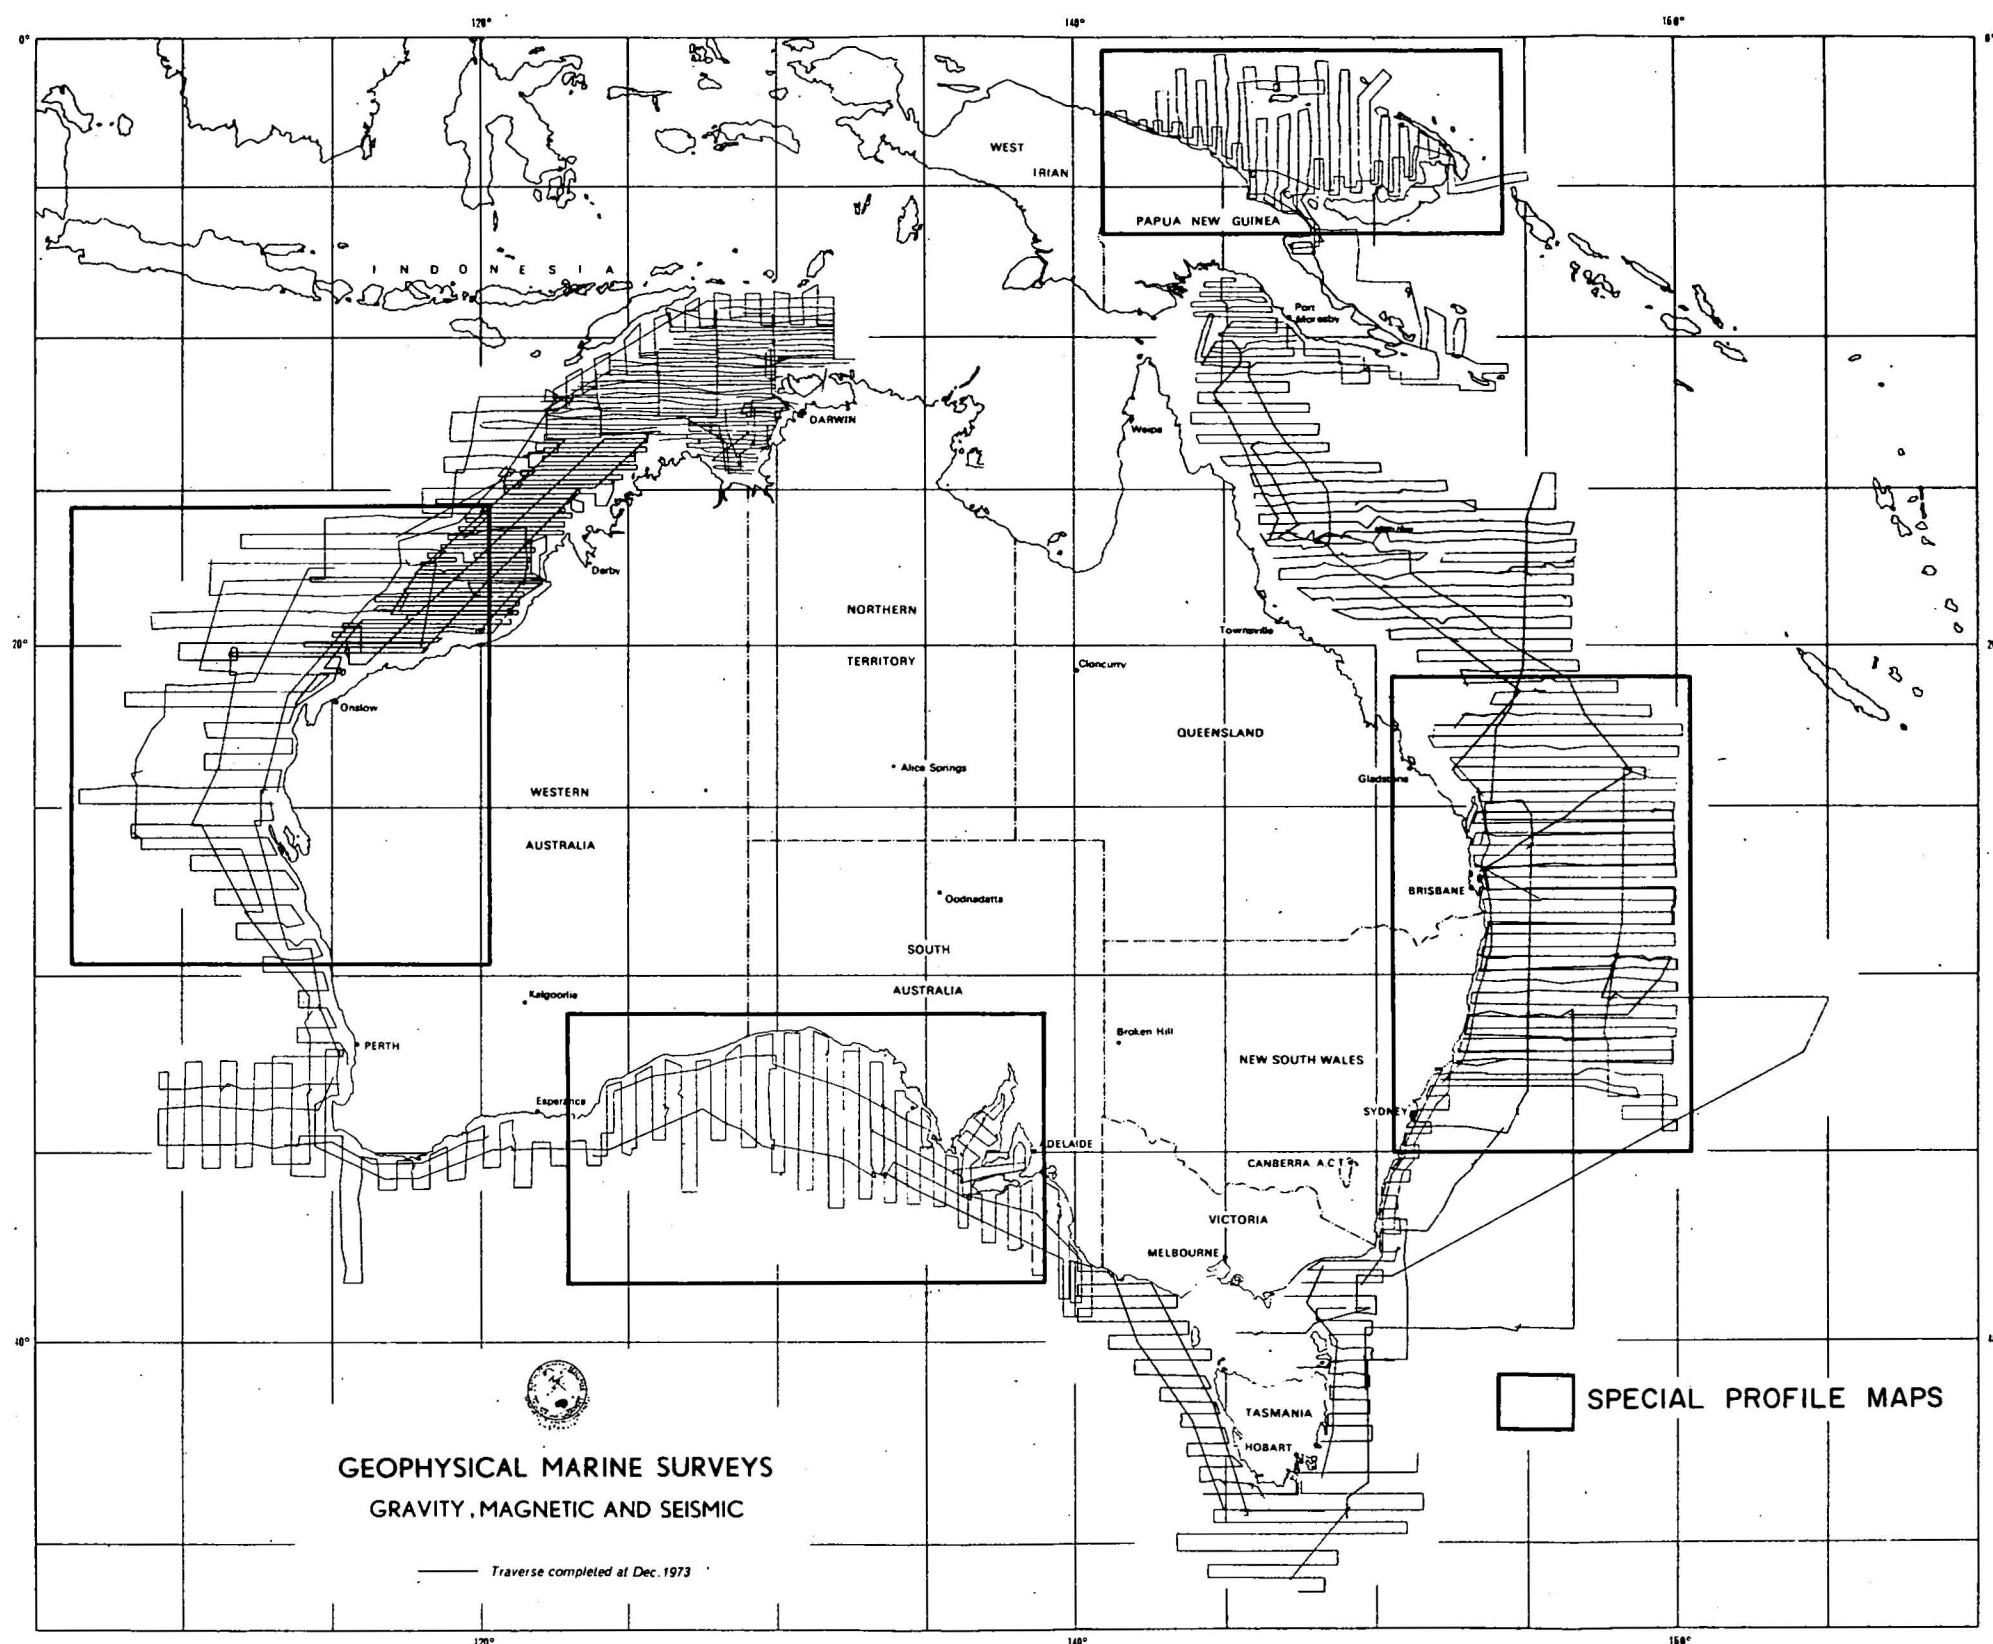 120°
140°
160°
0°
WEST
IRIAN
PAPUA NEW GUINEA
INDONESIA
Port
Moresby
DARWIN
Weipa
Derby
NORTHERN
Townsville
20°
TERRITORY
Cloncurry
Onslow
QUEENSLAND
Alice Springs
Gladstone
WESTERN
AUSTRALIA
BRISBANE
Oodnadatta
SOUTH
AUSTRALIA
Kalgoorlie
Broken Hill
PERTH
NEW SOUTH WALES
Esperance
SYDNEY
ADELAIDE
CANBERRA A.C.T.
VICTORIA
MELBOURNE
40°
SPECIAL PROFILE MAPS
TASMANIA
HOBART
GEOPHYSICAL MARINE SURVEYS
GRAVITY, MAGNETIC AND SEISMIC
Traverse completed at Dec. 1973
120°
140°